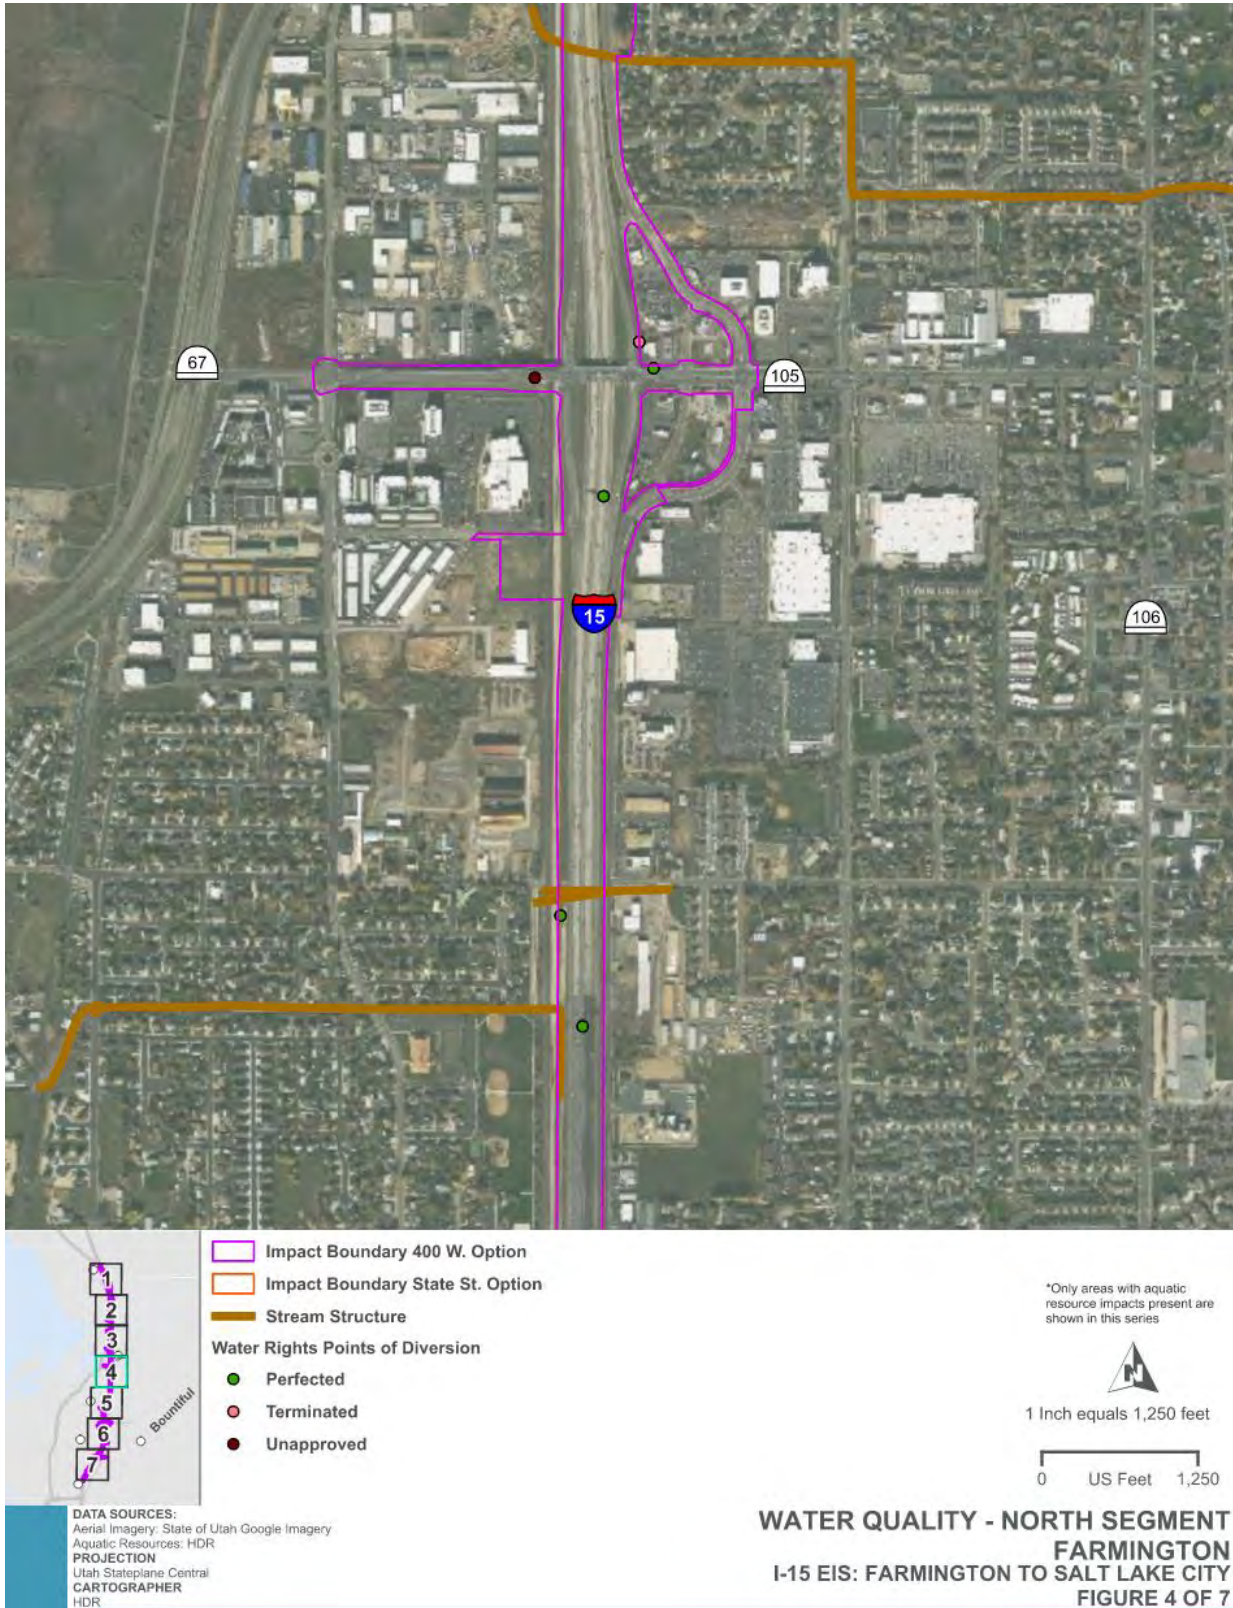 67
105
15
106
1
2
3
4
5
6
7
Bountiful
Impact Boundary 400 W. Option
Impact Boundary State St. Option
Stream Structure
Water Rights Points of Diversion
Perfected
Terminated
Unapproved
*Only areas with aquatic
resource impacts present are
shown in this series
N
1 Inch equals 1,250 feet
0 US Feet 1,250
DATA SOURCES:
Aerial Imagery: State of Utah Google Imagery
Aquatic Resources: HDR
PROJECTION
Utah Stateplane Central
CARTOGRAPHER
HDR
WATER QUALITY - NORTH SEGMENT
FARMINGTON
I-15 EIS: FARMINGTON TO SALT LAKE CITY
FIGURE 4 OF 7